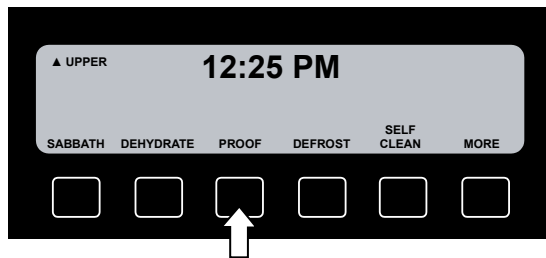 ▲ UPPER 12:25 PM
SABBATH DEHYDRATE PROOF DEFROST SELF CLEAN MORE